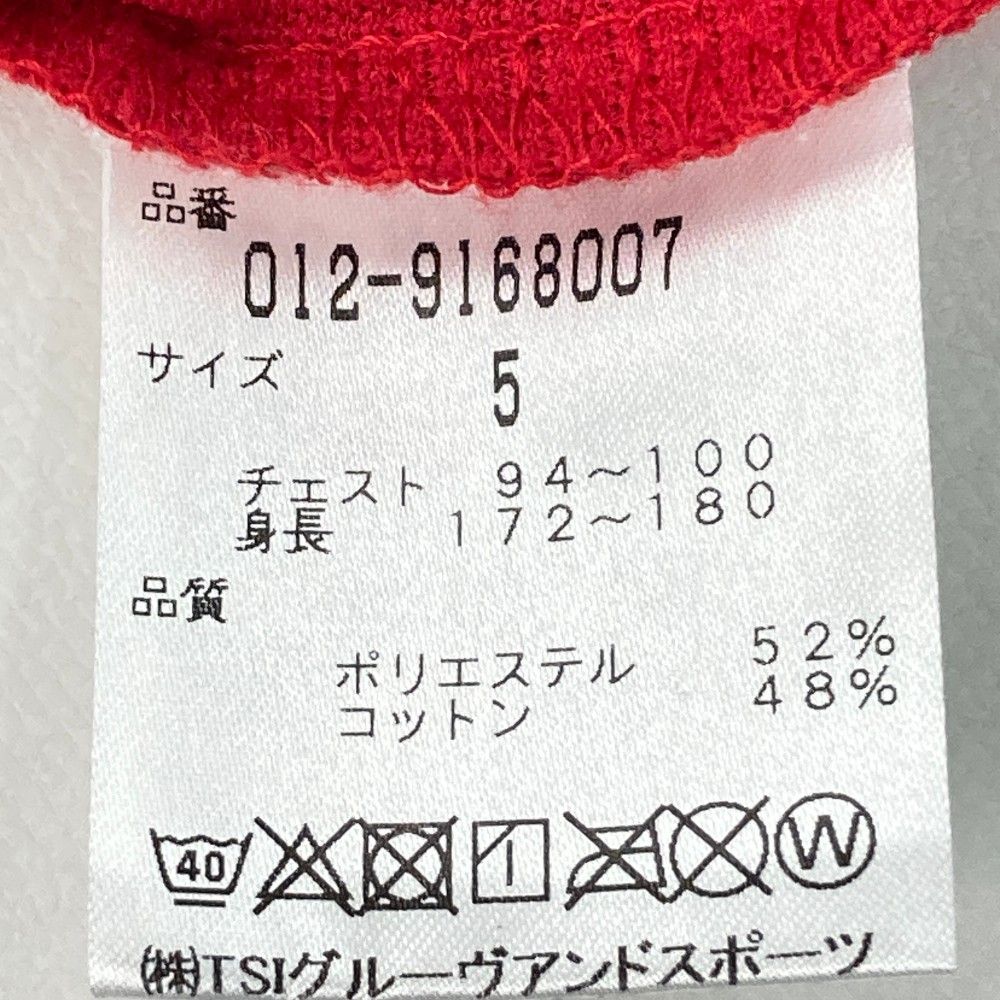 品番
012-9168007
サイズ 5
チェスト 94～100
身長 172～180
品質
ポリエステル 52%
コットン 48%
40 W
㈱TSIグルーヴアンドスポーツ